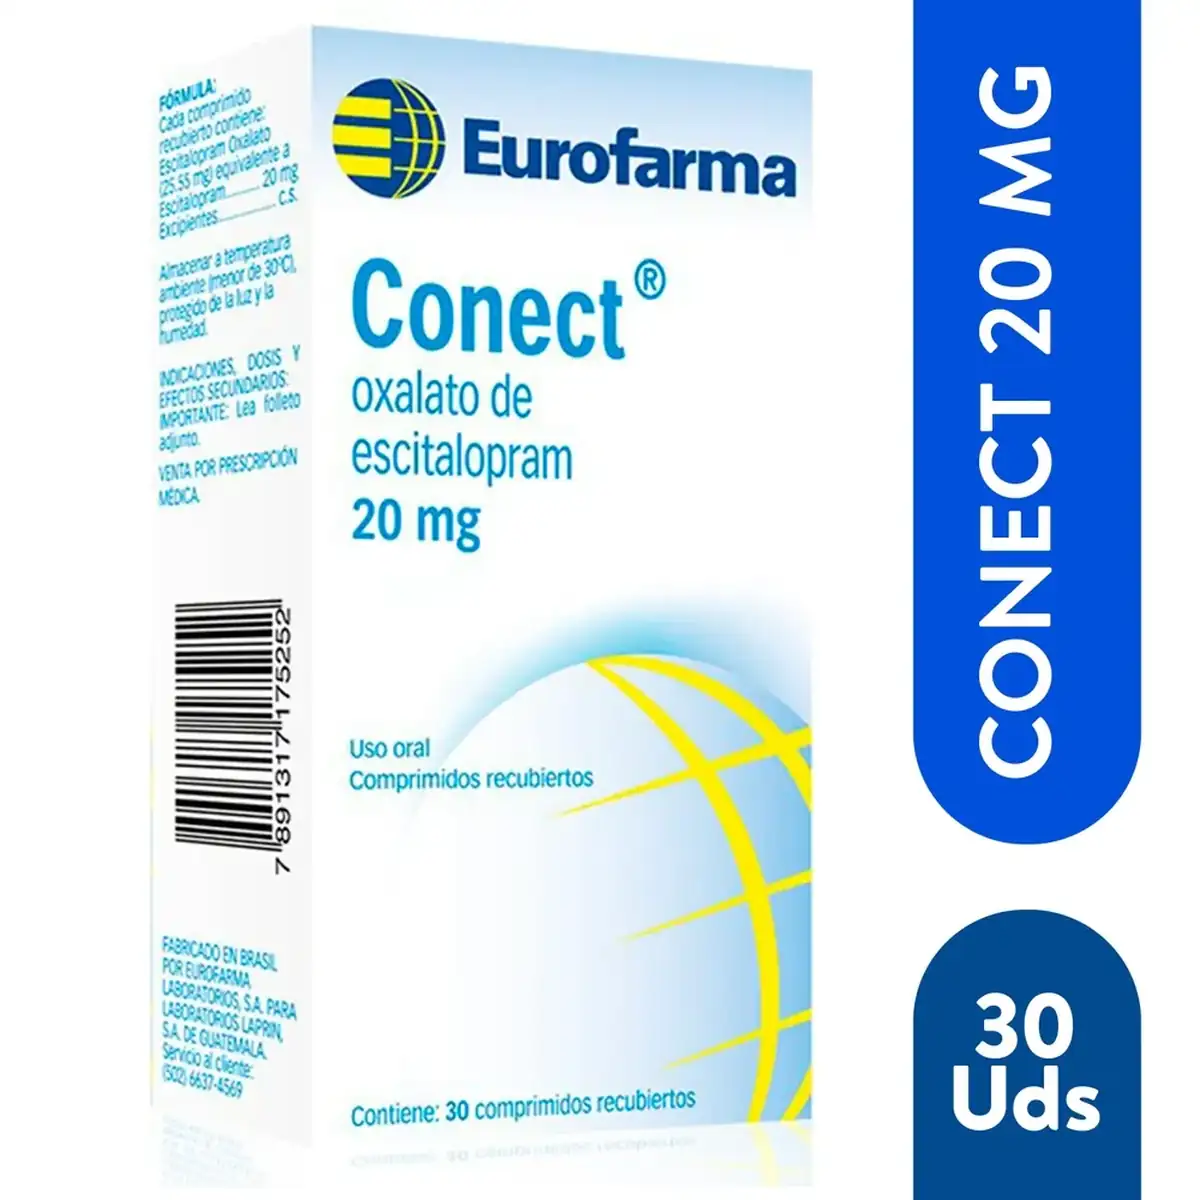 FÓRMULA:
Cada comprimido
recubierto contiene:
Escitalopram Oxalato
(25.55 mg) equivalente a
Escitalopram........ 20 mg
Excipientes.............. c.s.
Almacenar a temperatura
ambiente (menor de 30°C),
protegido de la luz y la
humedad.
INDICACIONES, DOSIS Y
EFECTOS SECUNDARIOS:
IMPORTANTE: Lea folleto
adjunto.
VENTA POR PRESCRIPCIÓN
MÉDICA.
7 891317 175252
FABRICADO EN BRASIL
POR EUROFARMA
LABORATORIOS, S.A. PARA
LABORATORIOS LAPRIN,
S.A. DE GUATEMALA.
Servicio al cliente:
(502) 6637-4569
Eurofarma
Conect®
oxalato de
escitalopram
20 mg
Uso oral
Comprimidos recubiertos
Contiene: 30 comprimidos recubiertos
CONECT 20 MG
30
Uds